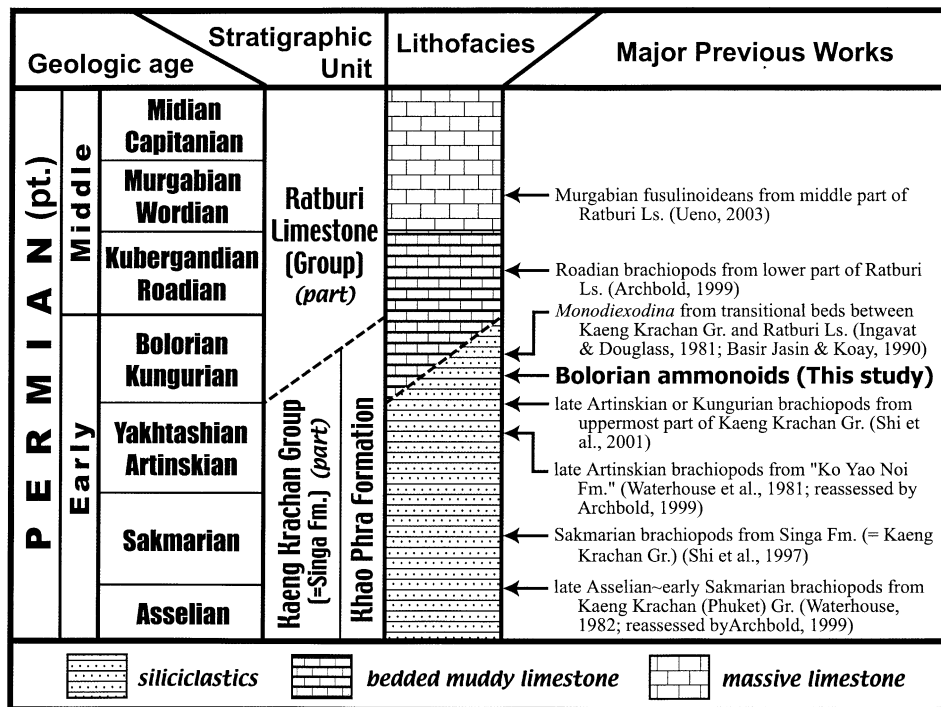 Geologic age
Stratigraphic
Unit
Lithofacies
Major Previous Works
PERMIAN (pt.)
Middle
Early
Midian
Capitanian
Murgabian
Wordian
Kubergandian
Roadian
Bolorian
Kungurian
Yakhtashian
Artinskian
Sakmarian
Asselian
Ratburi
Limestone
(Group)
(part)
Kaeng Krachan Group
(=Singa Fm.) (part)
Khao Phra Formation
Murgabian fusulinoideans from middle part of
Ratburi Ls. (Ueno, 2003)
Roadian brachiopods from lower part of Ratburi
Ls. (Archbold, 1999)
Monodiexodina from transitional beds between
Kaeng Krachan Gr. and Ratburi Ls. (Ingavat
& Douglass, 1981; Basir Jasin & Koay, 1990)
Bolorian ammonoids (This study)
late Artinskian or Kungurian brachiopods from
uppermost part of Kaeng Krachan Gr. (Shi et
al., 2001)
late Artinskian brachiopods from "Ko Yao Noi
Fm." (Waterhouse et al., 1981; reassessed by
Archbold, 1999)
Sakmarian brachiopods from Singa Fm. (= Kaeng
Krachan Gr.) (Shi et al., 1997)
late Asselian~early Sakmarian brachiopods from
Kaeng Krachan (Phuket) Gr. (Waterhouse,
1982; reassessed byArchbold, 1999)
siliciclastics
bedded muddy limestone
massive limestone